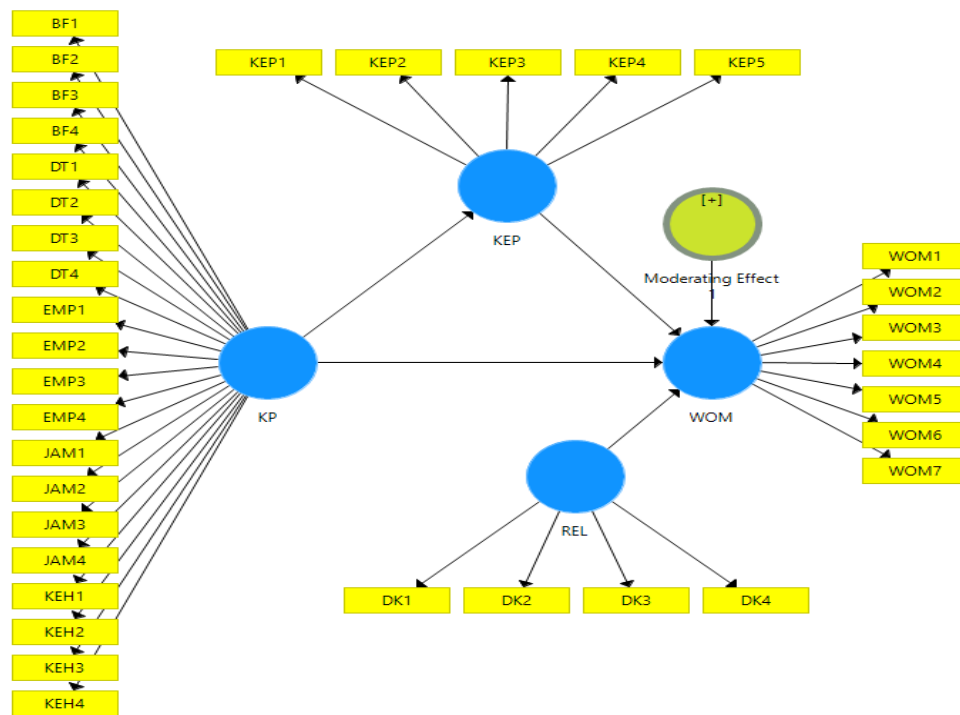 BF1
BF2
BF3
BF4
DT1
DT2
DT3
DT4
EMP1
EMP2
EMP3
EMP4
JAM1
JAM2
JAM3
JAM4
KEH1
KEH2
KEH3
KEH4
KP
KEP1
KEP2
KEP3
KEP4
KEP5
KEP
[+]
Moderating Effect
1
WOM
WOM1
WOM2
WOM3
WOM4
WOM5
WOM6
WOM7
REL
DK1
DK2
DK3
DK4